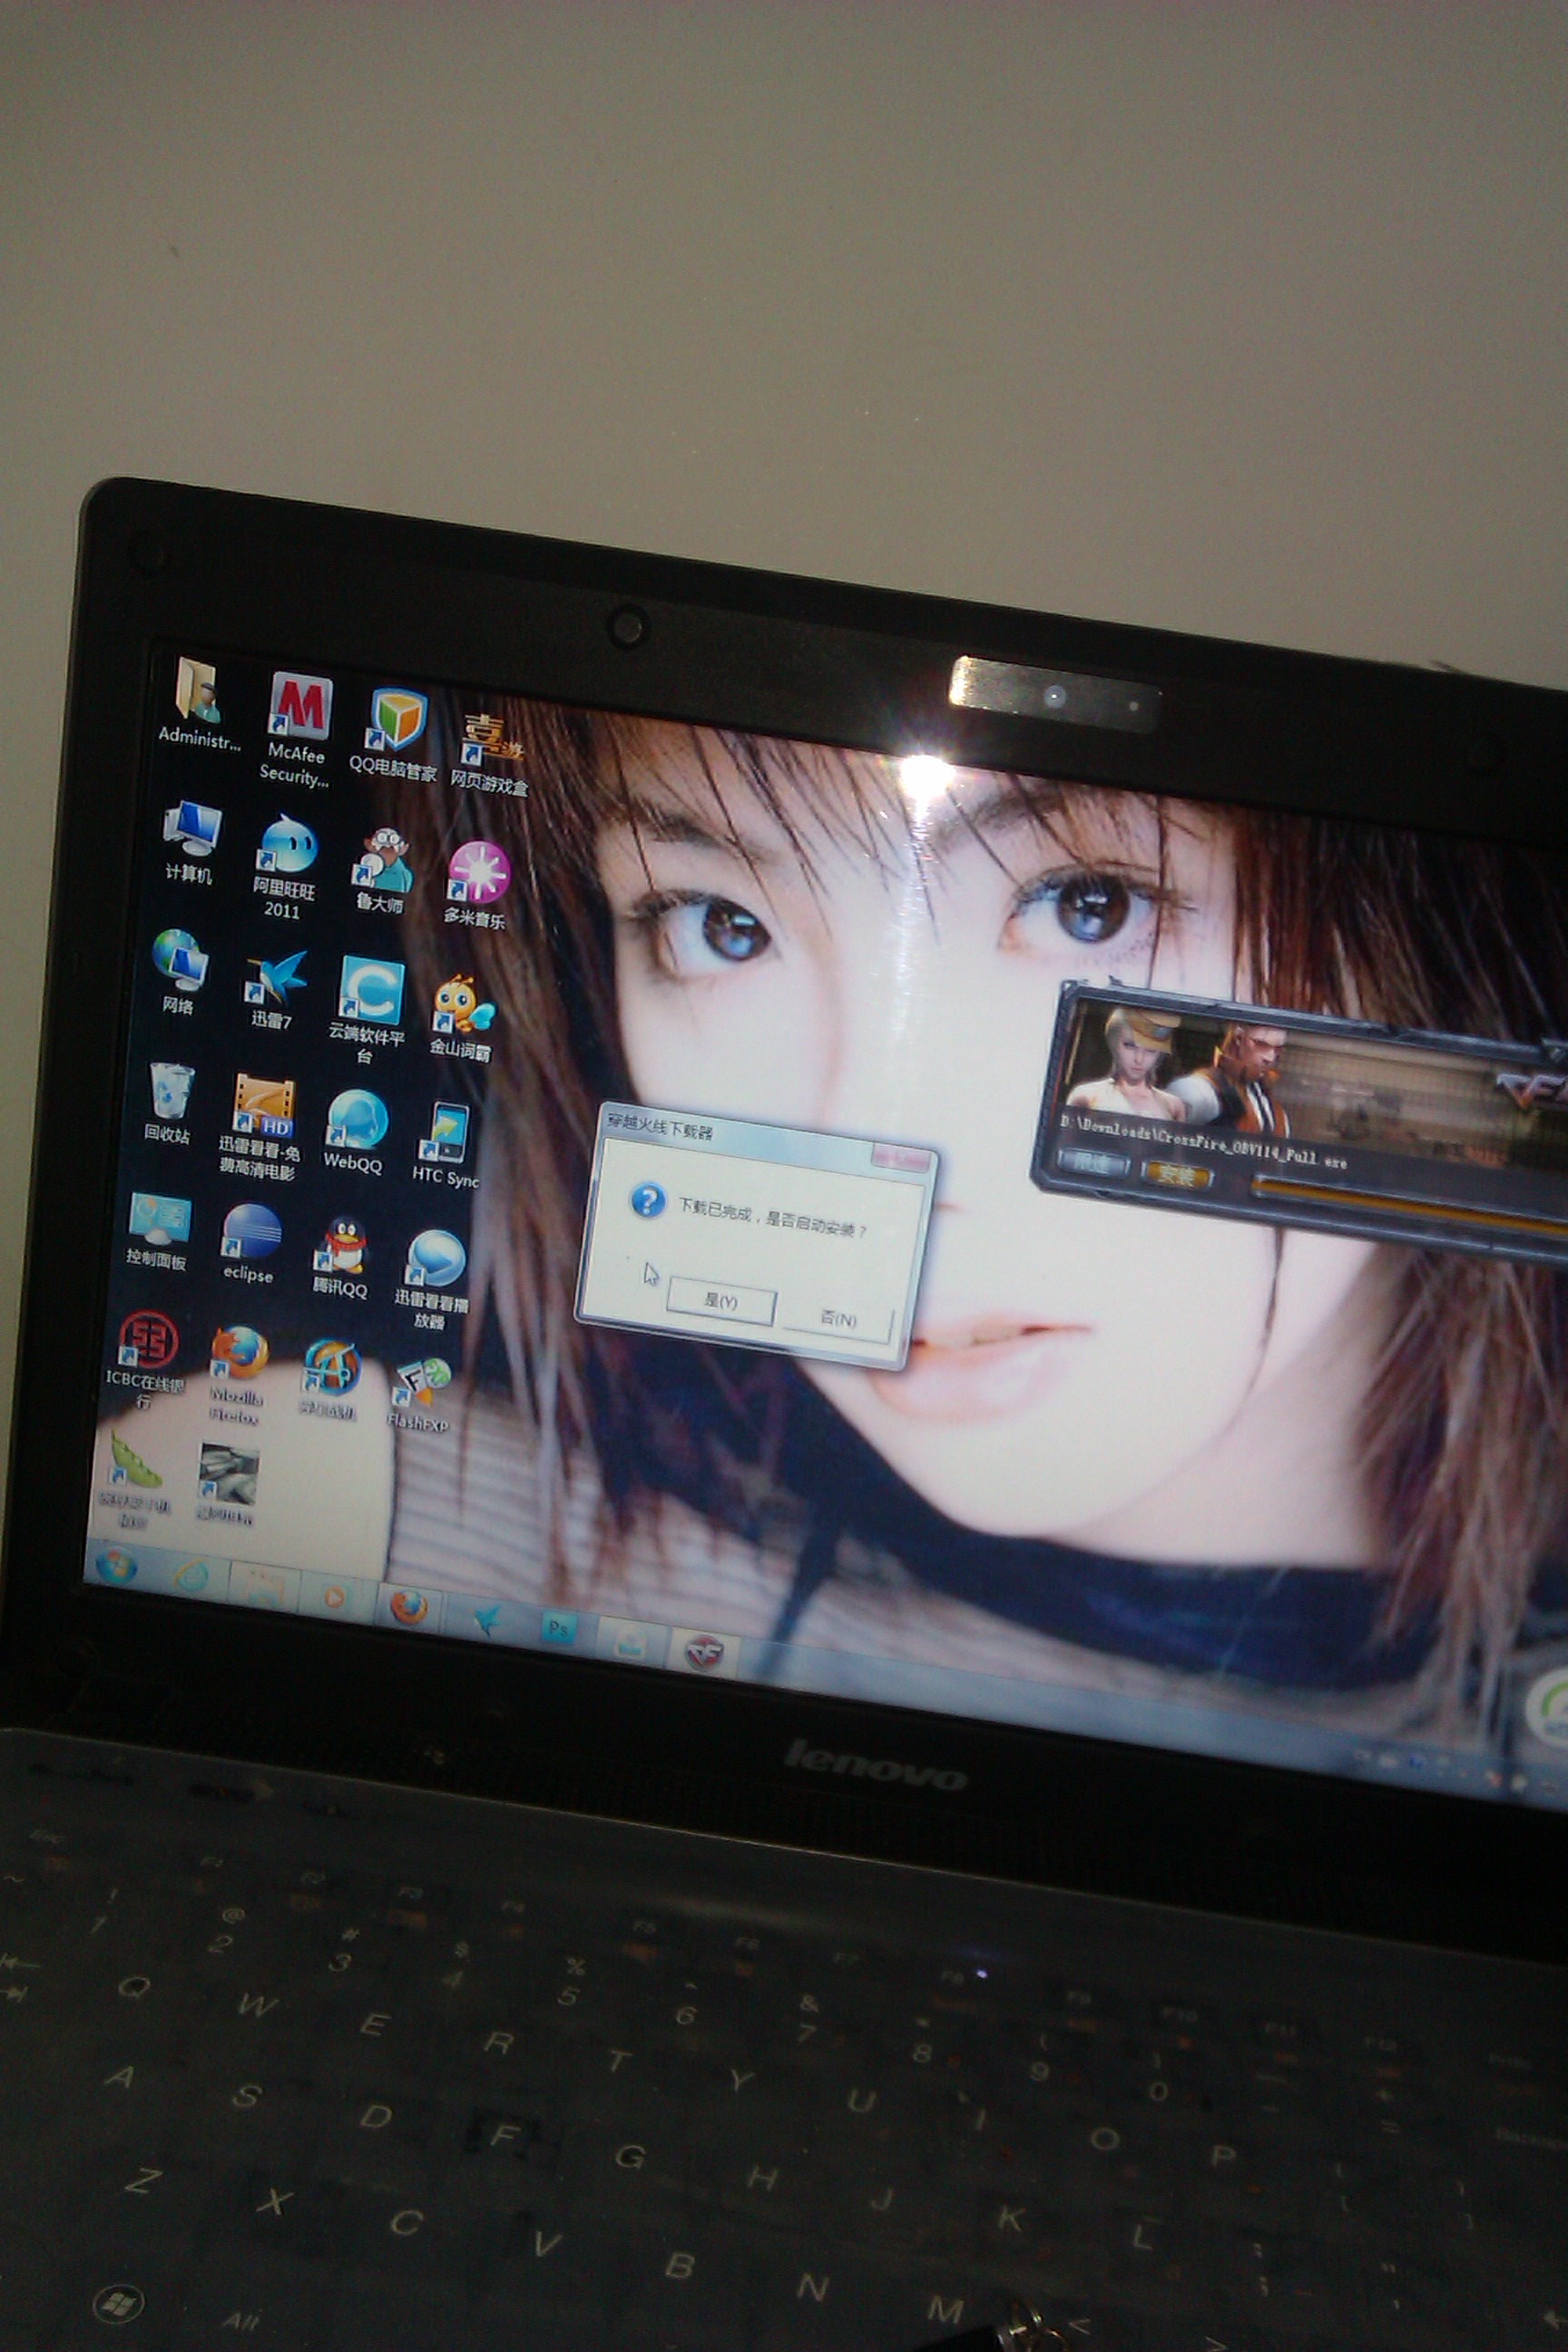 Administr...
McAfee
Security...
QQ电脑管家
喜游
网页游戏盒
计算机
阿里旺旺
2011
鲁大师
多米音乐
网络
迅雷7
云端软件平
台
金山词霸
回收站
HD
迅雷看看-免
费高清电影
WebQQ
HTC Sync
控制面板
eclipse
腾讯QQ
迅雷看看播
放器
ICBC在线银
行
Mozilla
Firefox
FlashFXP
Ps
穿越火线下载器
下载已完成，是否启动安装？
是(Y)
否(N)
D:\Downloads\CrossFire_OBV114_Full.exe
限速
安装
CF
lenovo
F1 F2 F3 F4 F5 F6 F7 F8 F9 F10 F11 F12
! @ # $ % ^ &
1 2 3 4 5 6 7 8 9 0
Q W E R T Y U I O P
A S D F G H J K L
Z X C V B N M < >
Alt